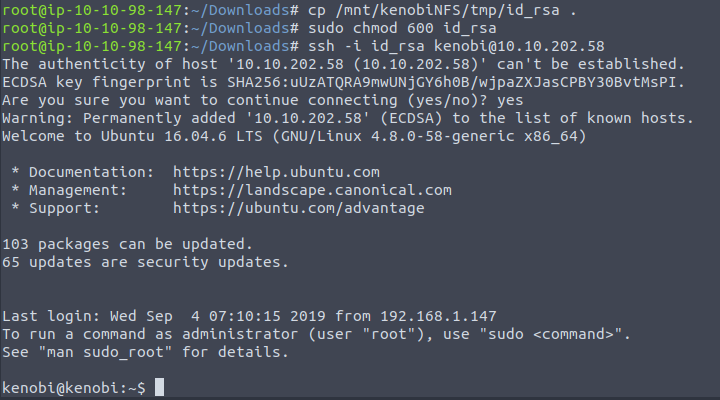 root@ip-10-10-98-147:~/Downloads# cp /mnt/kenobiNFS/tmp/id_rsa .
root@ip-10-10-98-147:~/Downloads# sudo chmod 600 id_rsa
root@ip-10-10-98-147:~/Downloads# ssh -i id_rsa kenobi@10.10.202.58
The authenticity of host '10.10.202.58 (10.10.202.58)' can't be established.
ECDSA key fingerprint is SHA256:uUzATQRA9mwUNjGY6h0B/wjpaZXJasCPBY30BvtMsPI.
Are you sure you want to continue connecting (yes/no)? yes
Warning: Permanently added '10.10.202.58' (ECDSA) to the list of known hosts.
Welcome to Ubuntu 16.04.6 LTS (GNU/Linux 4.8.0-58-generic x86_64)
* Documentation:  https://help.ubuntu.com
* Management:     https://landscape.canonical.com
* Support:        https://ubuntu.com/advantage
103 packages can be updated.
65 updates are security updates.
Last login: Wed Sep  4 07:10:15 2019 from 192.168.1.147
To run a command as administrator (user "root"), use "sudo <command>".
See "man sudo_root" for details.
kenobi@kenobi:~$